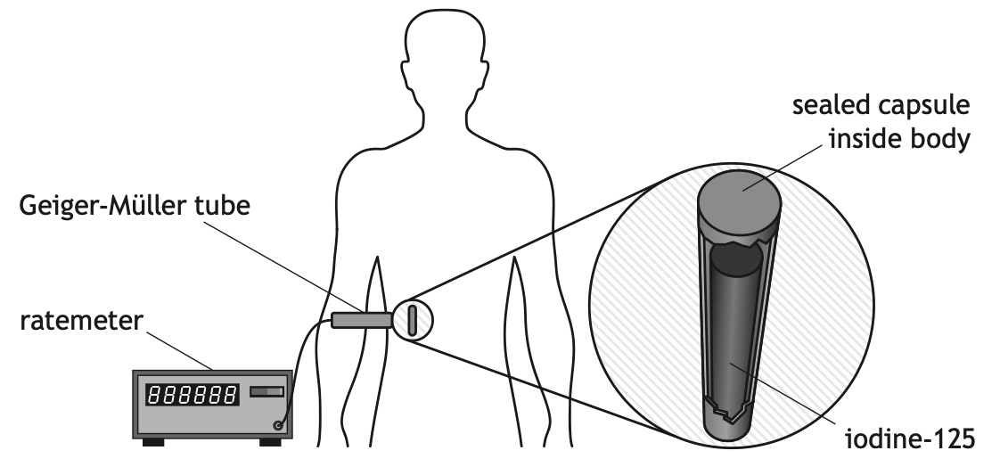 sealed capsule
inside body
Geiger-Müller tube
ratemeter
888888
iodine-125